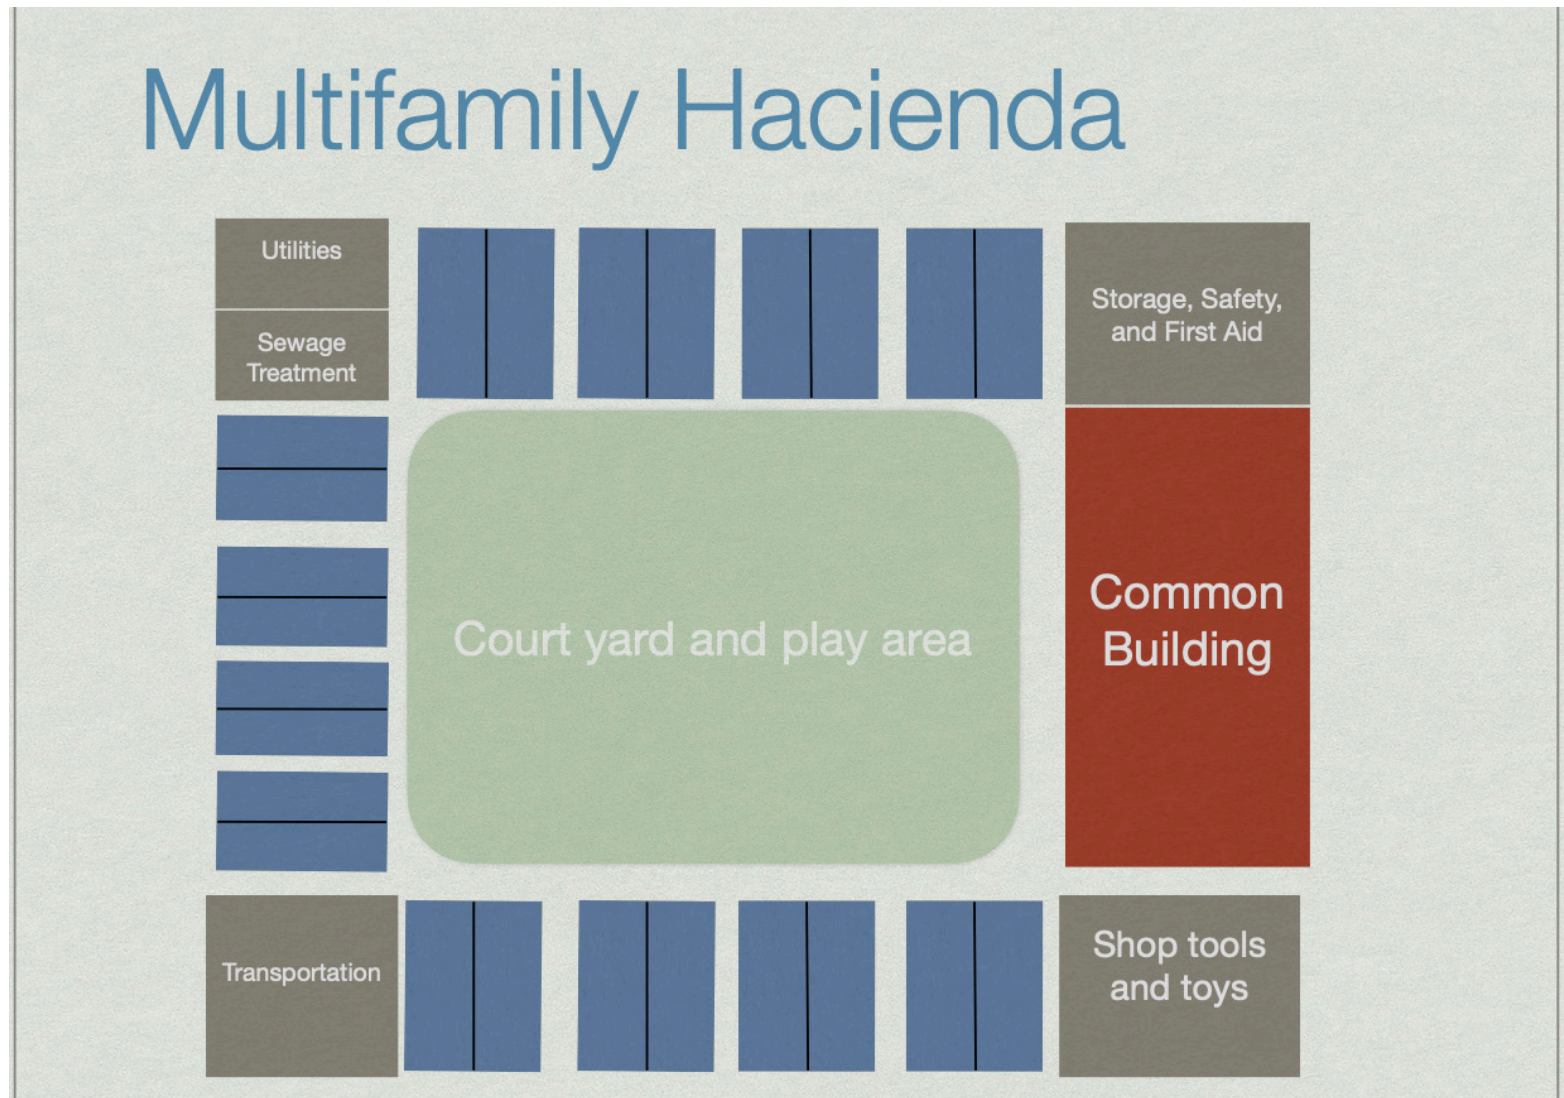 Multifamily Hacienda
Utilities
Sewage
Treatment
Storage, Safety,
and First Aid
Court yard and play area
Common
Building
Transportation
Shop tools
and toys